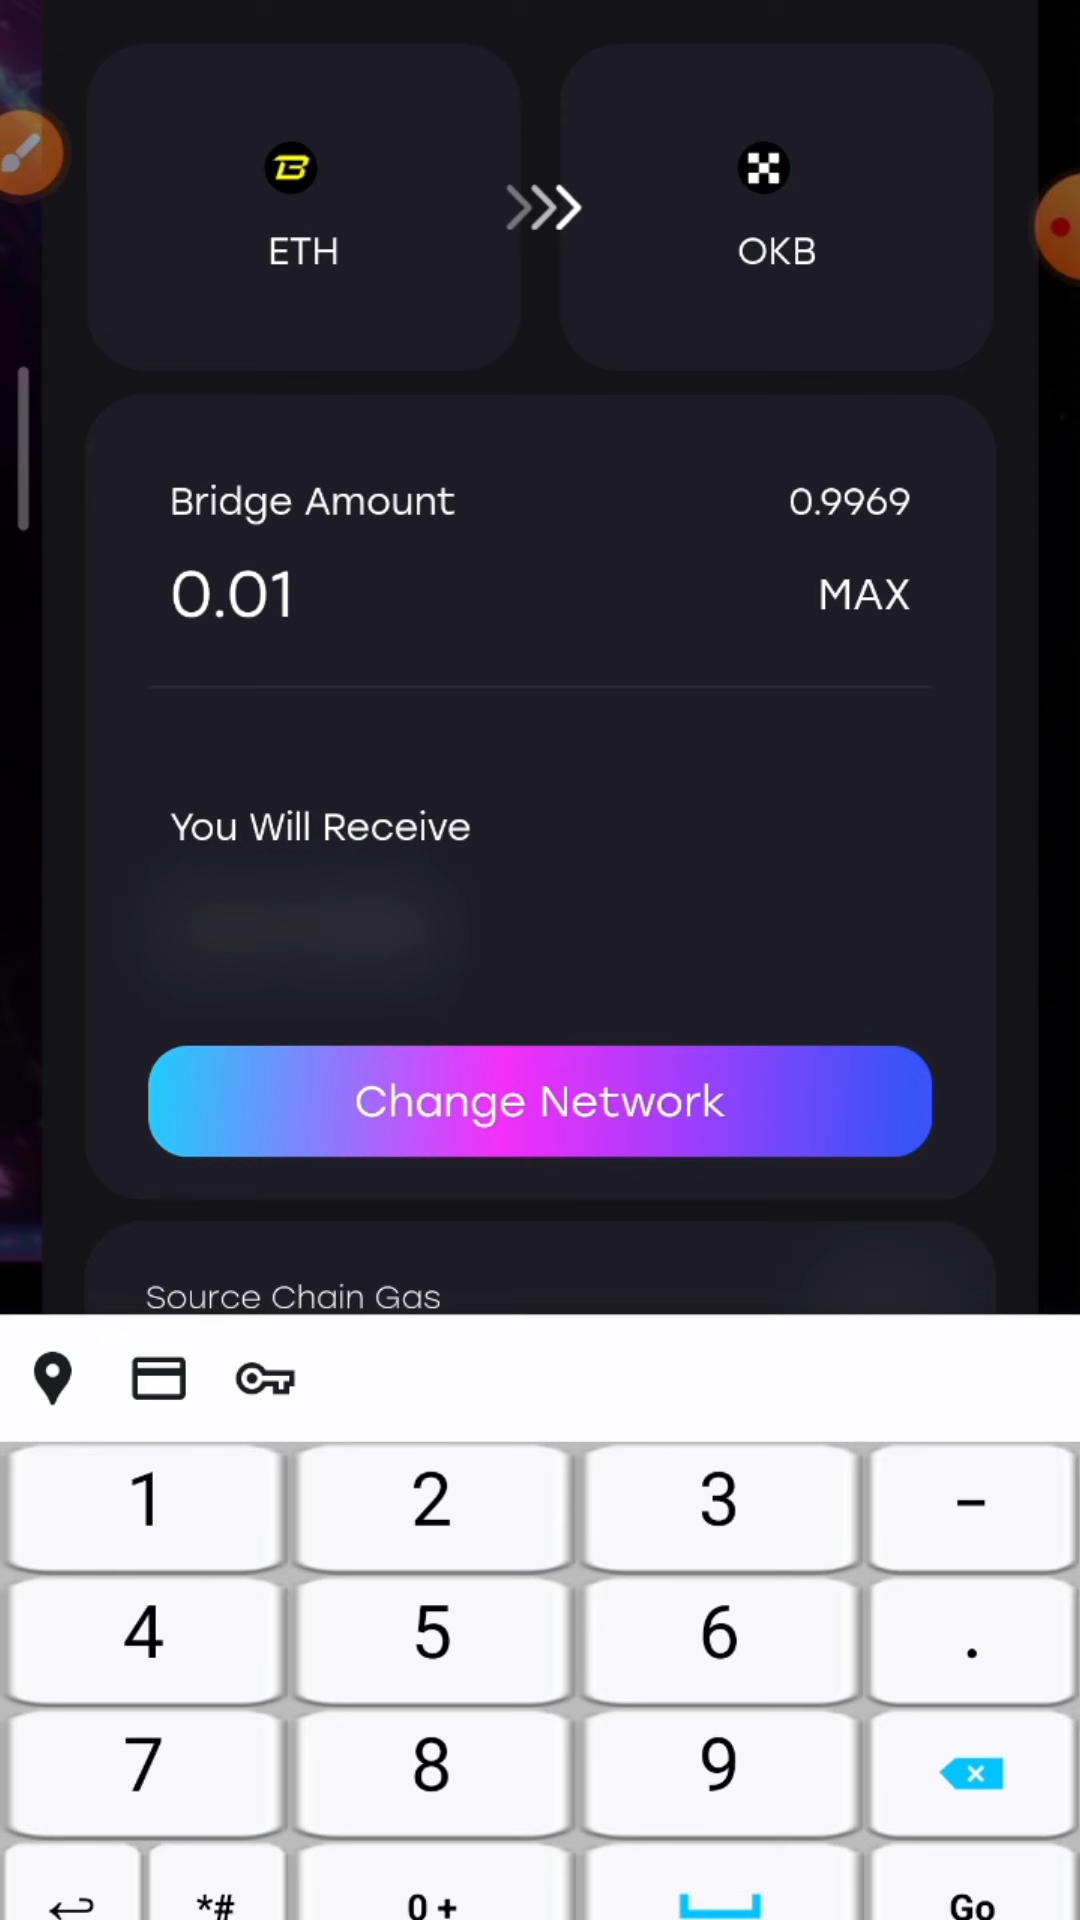 ETH
OKB
Bridge Amount 0.9969
0.01 MAX
You Will Receive
Change Network
Source Chain Gas
1 2 3 -
4 5 6 .
7 8 9
*# 0 + Go